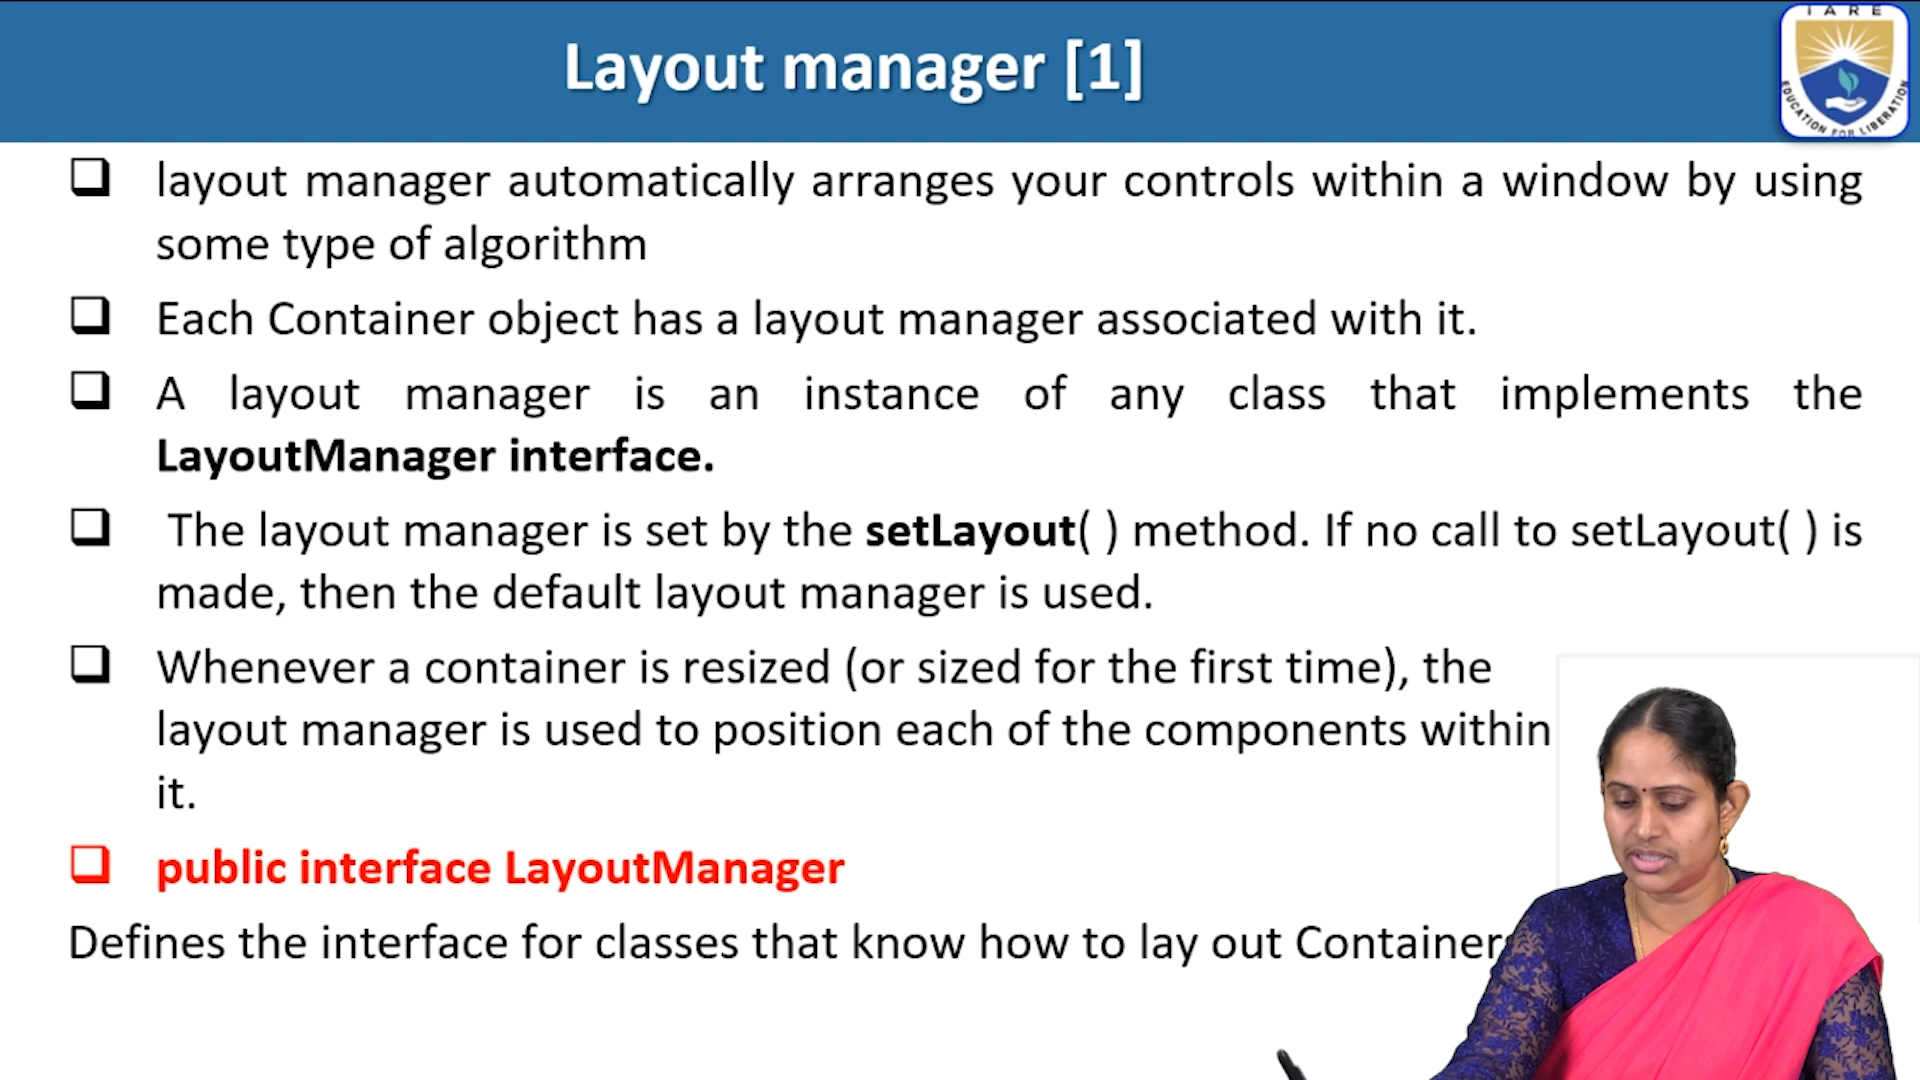 Layout manager [1]
I A R E
EDUCATION FOR LIBERATION
layout manager automatically arranges your controls within a window by using
some type of algorithm
Each Container object has a layout manager associated with it.
A layout manager is an instance of any class that implements the
LayoutManager interface.
The layout manager is set by the setLayout( ) method. If no call to setLayout( ) is
made, then the default layout manager is used.
Whenever a container is resized (or sized for the first time), the
layout manager is used to position each of the components within
it.
public interface LayoutManager
Defines the interface for classes that know how to lay out Containers